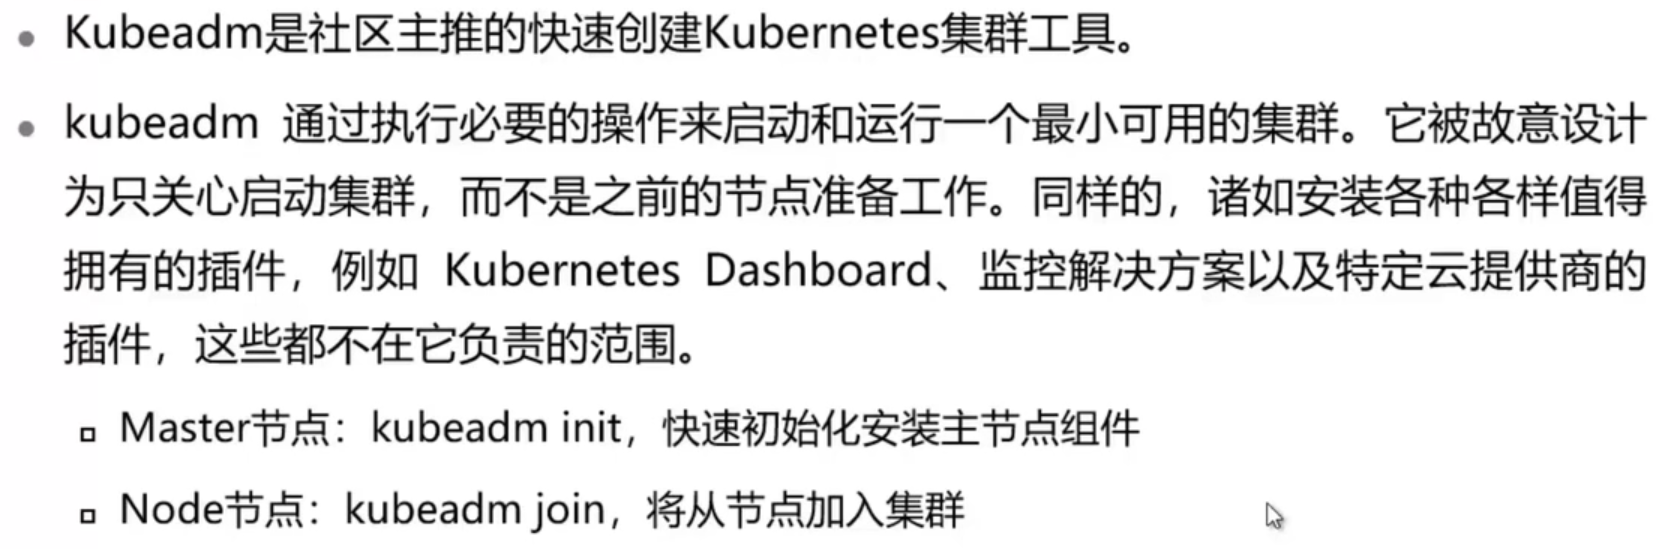 Kubeadm是社区主推的快速创建Kubernetes集群工具。
kubeadm 通过执行必要的操作来启动和运行一个最小可用的集群。它被故意设计
为只关心启动集群，而不是之前的节点准备工作。同样的，诸如安装各种各样值得
拥有的插件，例如 Kubernetes Dashboard、监控解决方案以及特定云提供商的
插件，这些都不在它负责的范围。
Master节点：kubeadm init，快速初始化安装主节点组件
Node节点：kubeadm join，将从节点加入集群